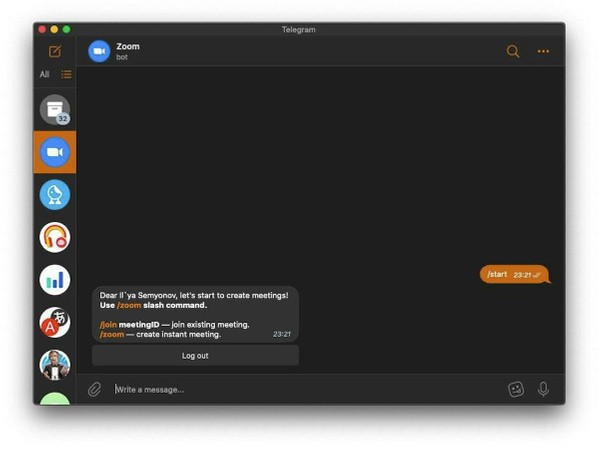 Telegram
Zoom
bot
All
32
/start 23:21
Dear Il`ya Semyonov, let's start to create meetings!
Use /zoom slash command.
/join meetingID — join existing meeting.
/zoom — create instant meeting. 23:21
Log out
Write a message...